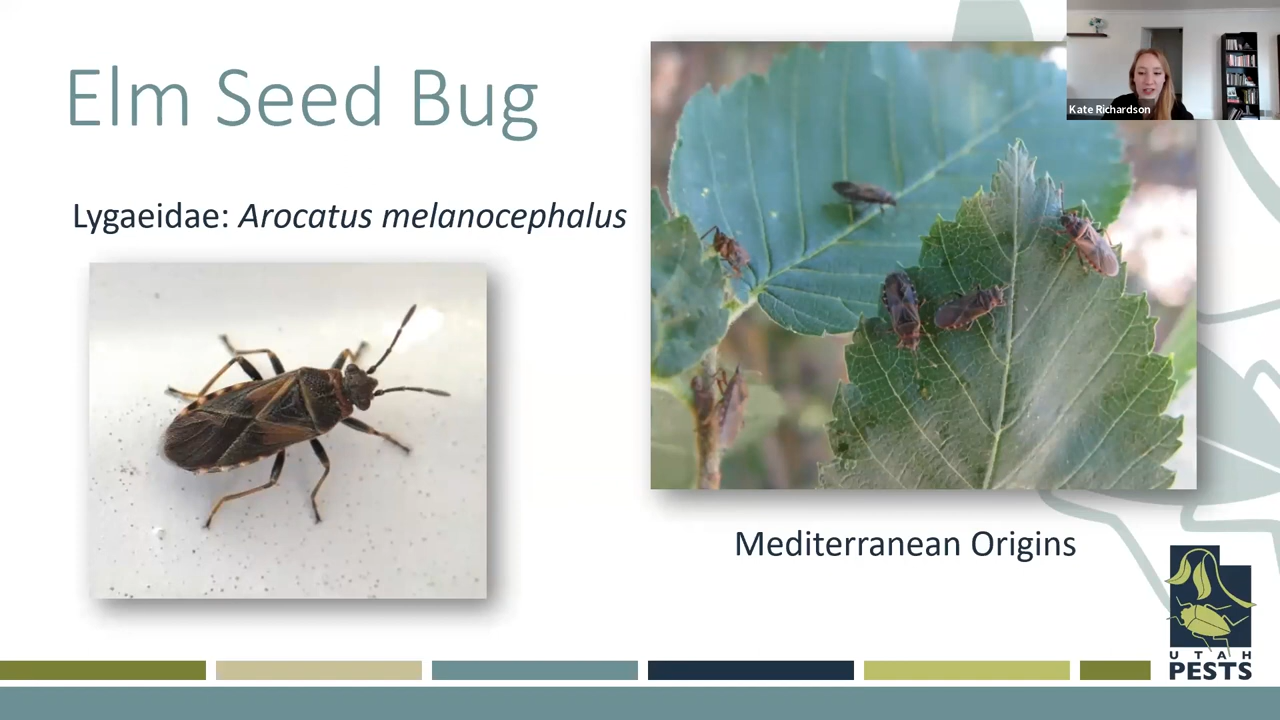 Elm Seed Bug
Kate Richardson
Lygaeidae: Arocatus melanocephalus
Mediterranean Origins
UTAH
PESTS